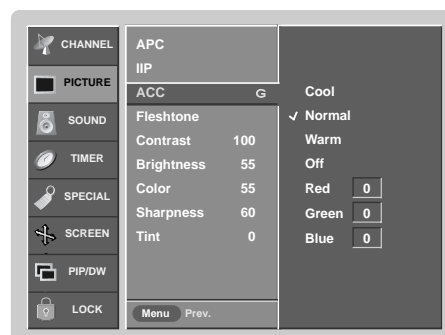 CHANNEL
PICTURE
SOUND
TIMER
SPECIAL
SCREEN
PIP/DW
LOCK
APC
IIP
ACC G
Fleshtone
Contrast 100
Brightness 55
Color 55
Sharpness 60
Tint 0
Menu Prev.
Cool
✓ Normal
Warm
Off
Red 0
Green 0
Blue 0